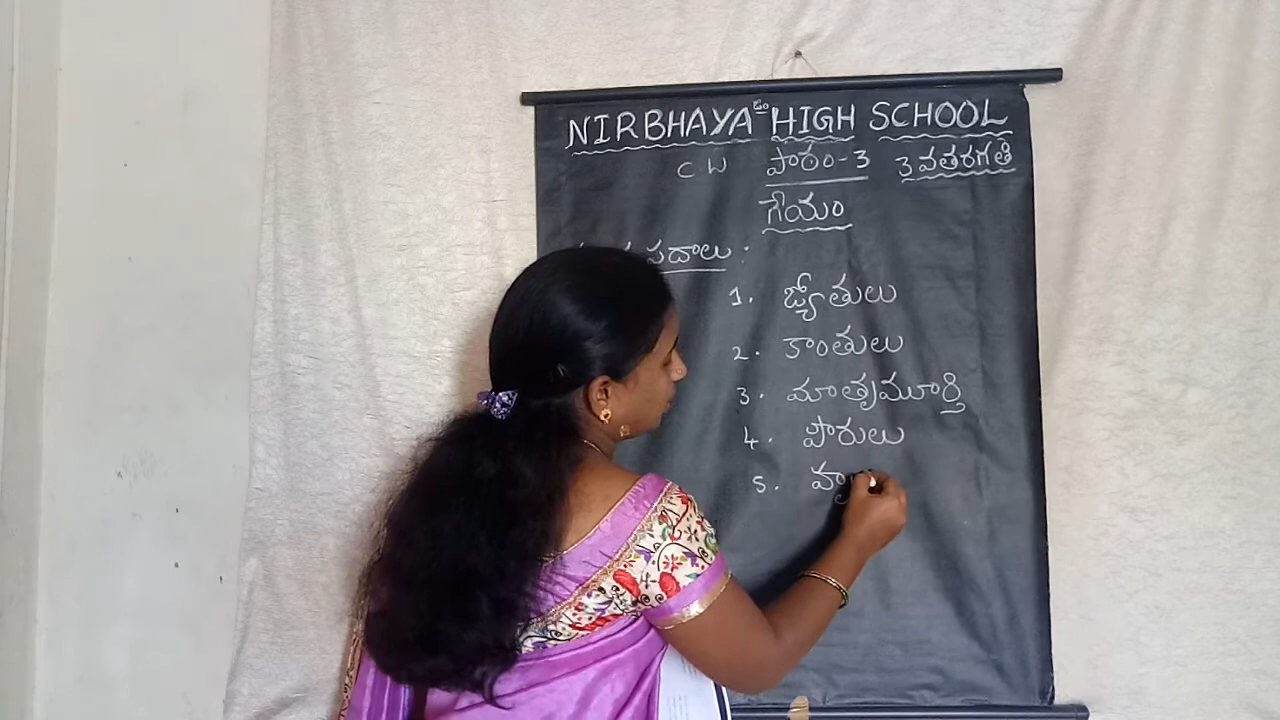 ఓం
NIRBHAYA HIGH SCHOOL
CW పాఠం-3 3వతరగతి
గేయం
పదాలు :
1. జ్యోతులు
2. కాంతులు
3. మాతృమూర్తి
4. పౌరులు
5.